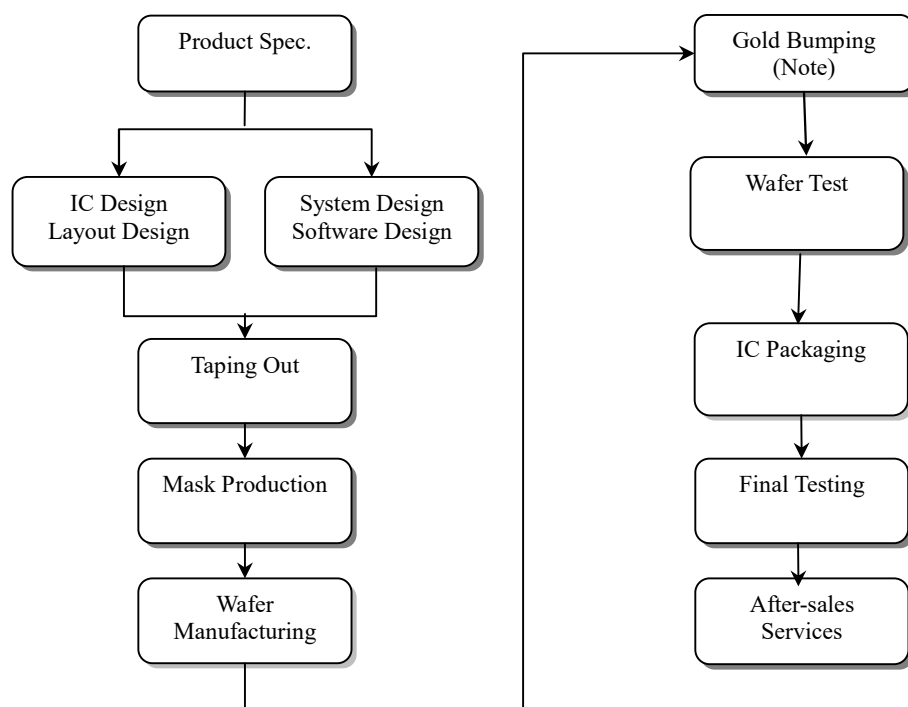 Product Spec.
IC Design
Layout Design
System Design
Software Design
Taping Out
Mask Production
Wafer
Manufacturing
Gold Bumping
(Note)
Wafer Test
IC Packaging
Final Testing
After-sales
Services